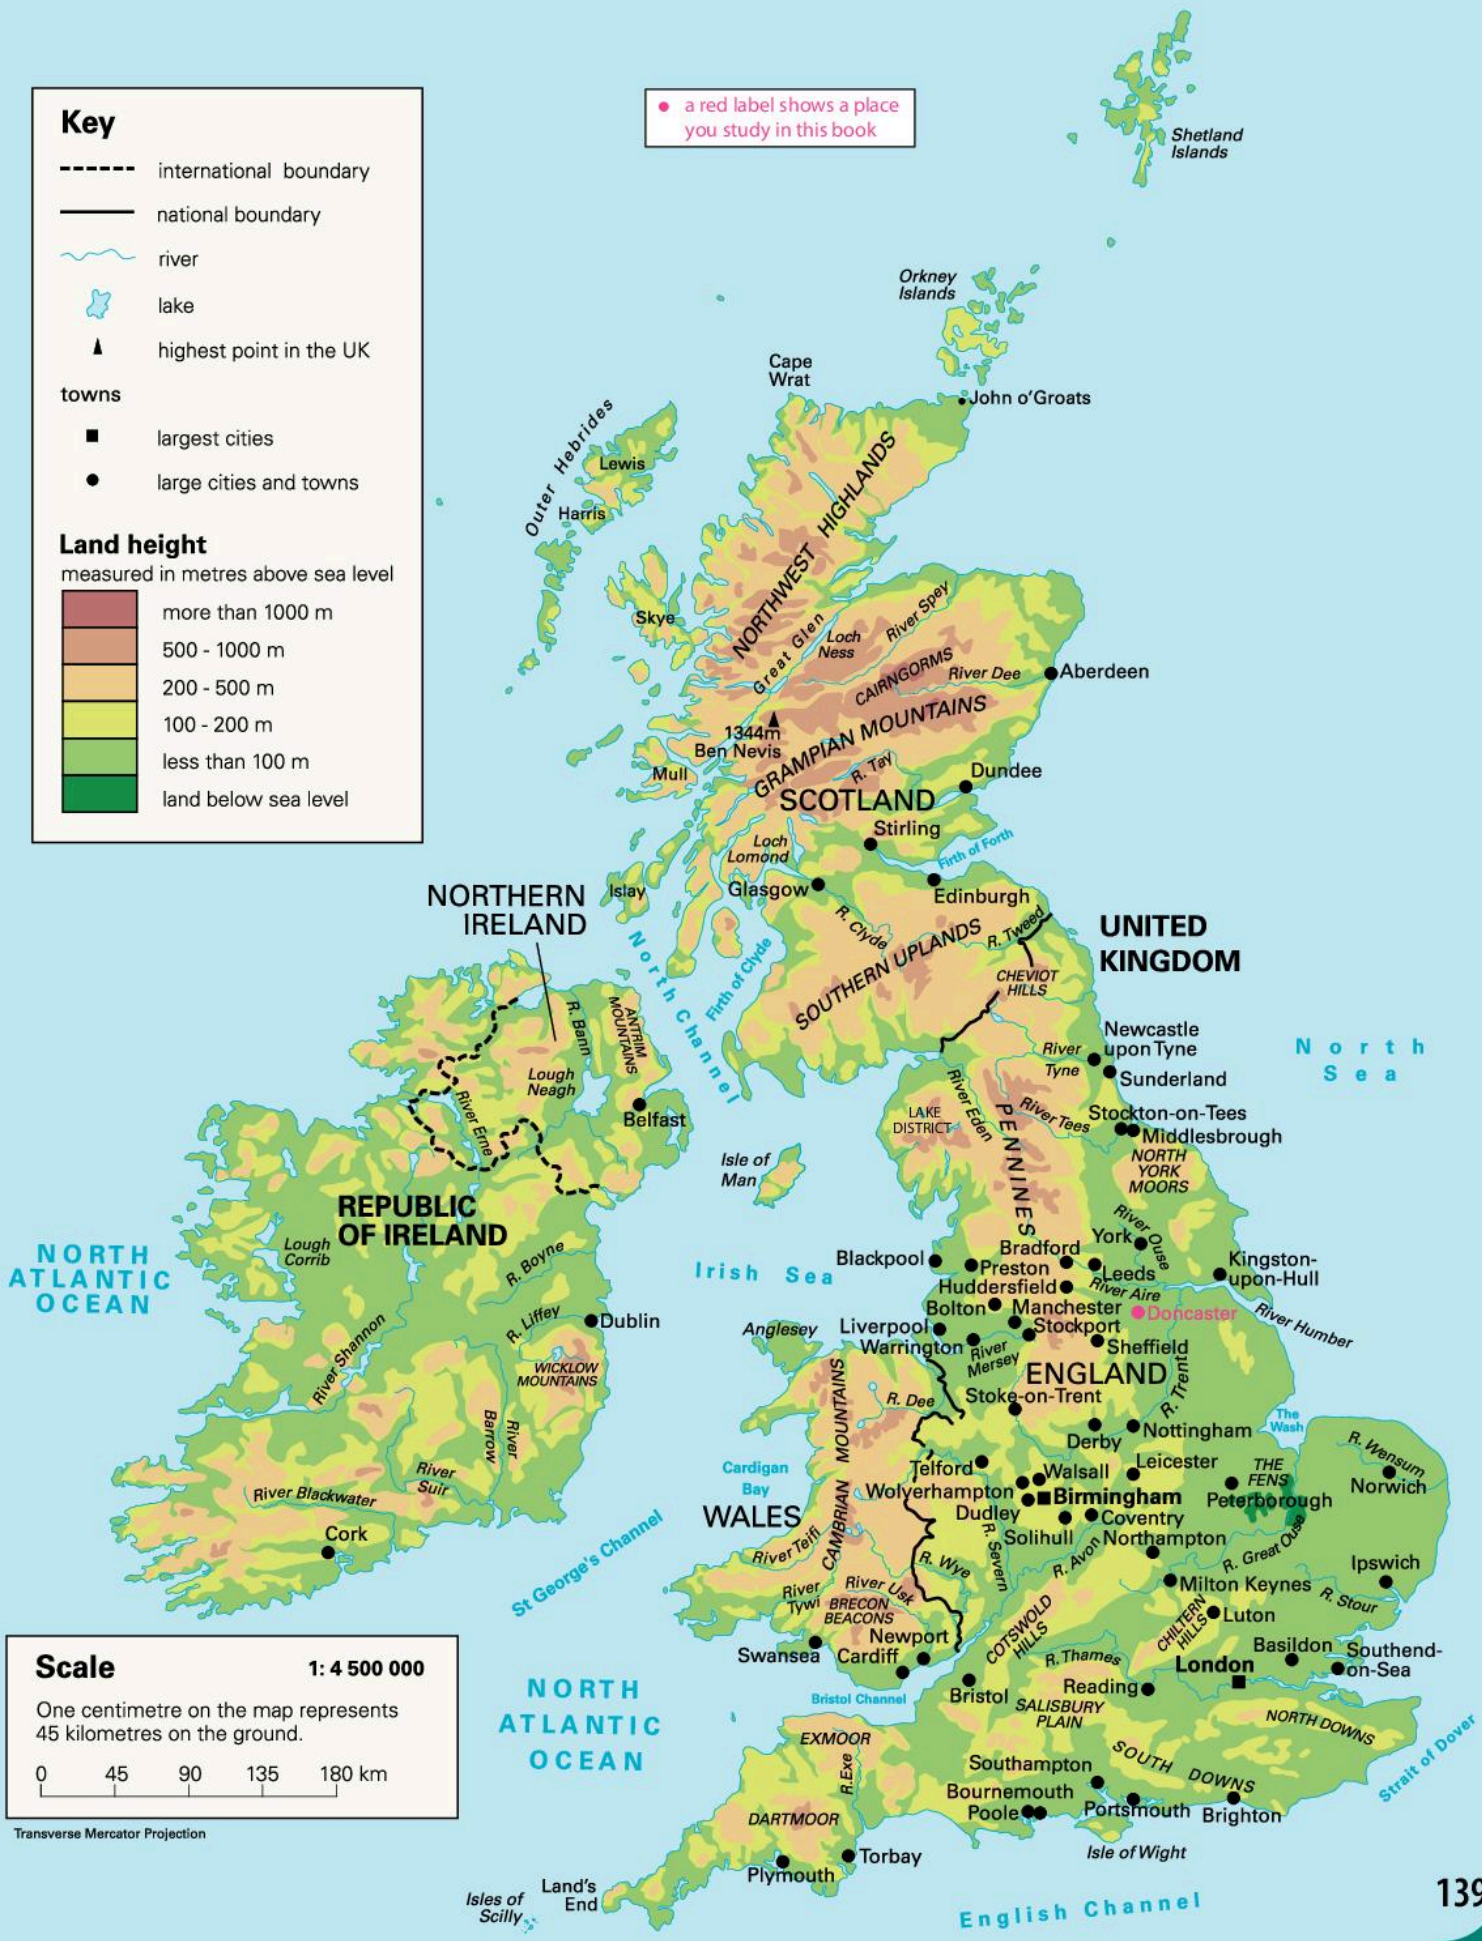 Key
international boundary
national boundary
river
lake
highest point in the UK
towns
largest cities
large cities and towns
Land height
measured in metres above sea level
more than 1000 m
500 - 1000 m
200 - 500 m
100 - 200 m
less than 100 m
land below sea level
a red label shows a place
you study in this book
Shetland
Islands
Orkney
Islands
Cape
Wrat
John o'Groats
Outer Hebrides
Lewis
Harris
NORTHWEST HIGHLANDS
Skye
Great Glen
Loch
Ness
River Spey
CAIRNGORMS
River Dee
Aberdeen
1344m
Ben Nevis
GRAMPIAN MOUNTAINS
Mull
R. Tay
Dundee
SCOTLAND
Stirling
Loch
Lomond
Firth of Forth
Islay
Glasgow
Edinburgh
NORTHERN
IRELAND
R. Clyde
R. Tweed
UNITED
KINGDOM
SOUTHERN UPLANDS
North Channel
Firth of Clyde
CHEVIOT
HILLS
R. Bann
ANTRIM
MOUNTAINS
Newcastle
upon Tyne
River
Tyne
Sunderland
North
Sea
Lough
Neagh
Belfast
River Erne
LAKE
DISTRICT
River Eden
PENNINES
River Tees
Stockton-on-Tees
Middlesbrough
NORTH
YORK
MOORS
Isle of
Man
REPUBLIC
OF IRELAND
Lough
Corrib
R. Boyne
NORTH
ATLANTIC
OCEAN
Irish Sea
Blackpool
Preston
Bradford
York
River Ouse
Leeds
Kingston-
upon-Hull
Huddersfield
River Aire
Bolton
Manchester
Doncaster
River Humber
R. Liffey
Dublin
Anglesey
Liverpool
Stockport
Warrington
River
Mersey
Sheffield
River Shannon
WICKLOW
MOUNTAINS
ENGLAND
R. Trent
R. Dee
Stoke-on-Trent
River
Barrow
Derby
Nottingham
The
Wash
R. Wensum
Norwich
CAMBRIAN MOUNTAINS
Cardigan
Bay
River
Suir
River Blackwater
Cork
Telford
Walsall
Leicester
THE
FENS
Wolverhampton
Birmingham
Peterborough
WALES
Dudley
Coventry
Solihull
Northampton
St George's Channel
River Teifi
R. Wye
R. Severn
R. Avon
R. Great Ouse
Ipswich
River
Tywi
River Usk
BRECON
BEACONS
Milton Keynes
R. Stour
COTSWOLD
HILLS
CHILTERN
HILLS
Luton
Newport
Swansea
Cardiff
R. Thames
London
Basildon
Southend-
on-Sea
Bristol Channel
Bristol
Reading
SALISBURY
PLAIN
NORTH DOWNS
NORTH
ATLANTIC
OCEAN
EXMOOR
R. Exe
Southampton
SOUTH DOWNS
Strait of Dover
Bournemouth
Poole
Portsmouth
Brighton
DARTMOOR
Isle of Wight
Torbay
Plymouth
Land's
End
Isles of
Scilly
English Channel
Scale
1: 4 500 000
One centimetre on the map represents
45 kilometres on the ground.
0 45 90 135 180 km
Transverse Mercator Projection
139